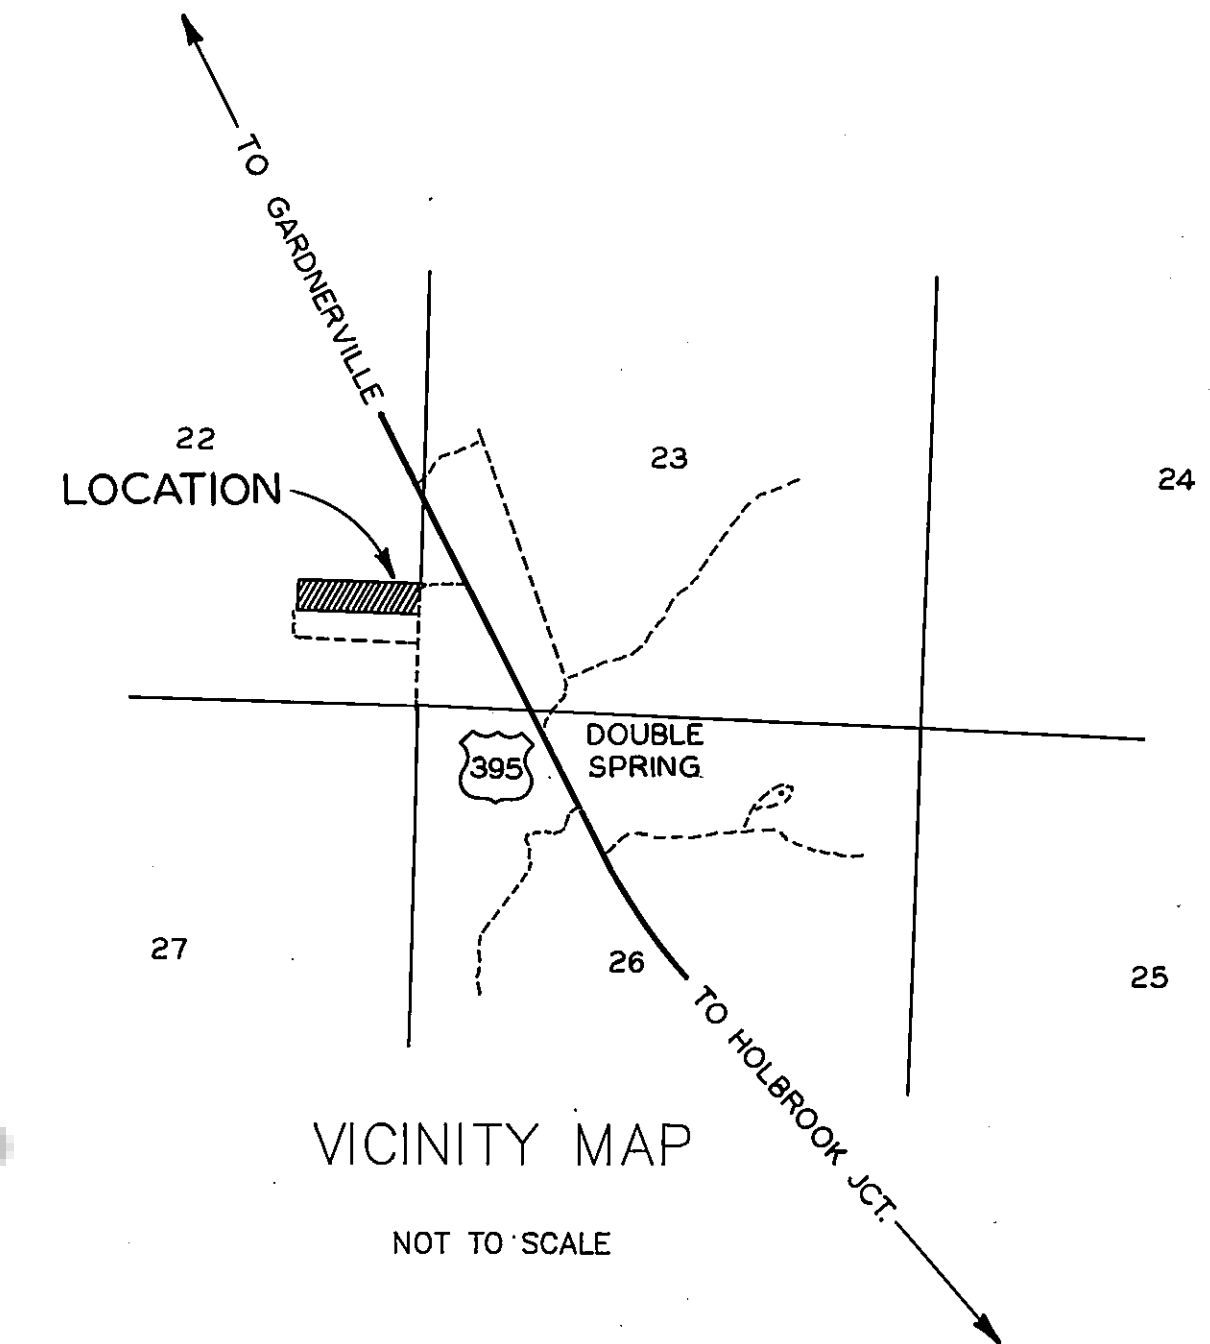 TO GARDNERVILLE
22
LOCATION
23
24
DOUBLE
SPRING
395
27
26
25
TO HOLBROOK JCT.
VICINITY MAP
NOT TO SCALE